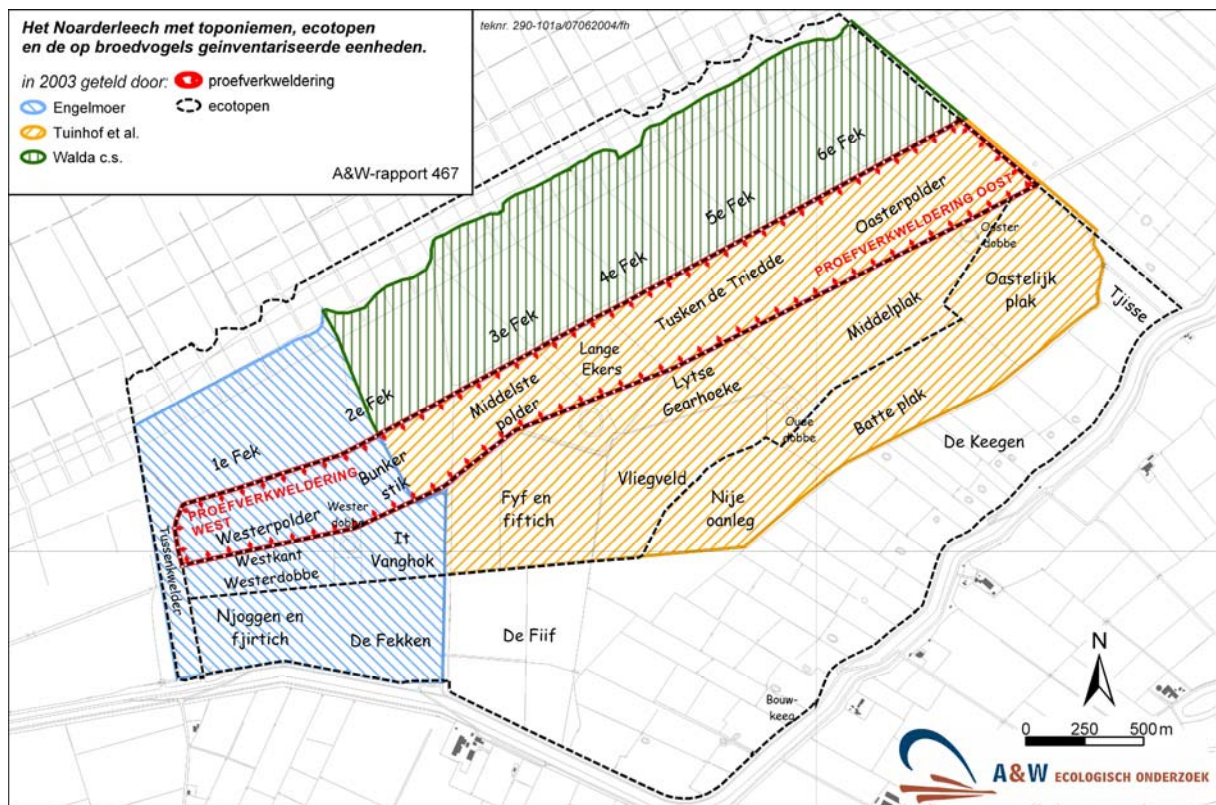 Het Noarderleech met toponiemen, ecotopen
en de op broedvogels geinventariseerde eenheden.
in 2003 geteld door:
proefverkweldering
Engelmoer
ecotopen
Tuinhof et al.
Walda c.s.
A&W-rapport 467
teknr. 290-101a/07062004/fh
6e Fek
5e Fek
4e Fek
3e Fek
2e Fek
1e Fek
Oasterpolder
PROEFVERKWELDERING OOST
Oaster
dobbe
Oastelijk
plak
Tjisse
Tusken de Triedde
Lange
Ekers
Middelplak
Middelste
polder
Lytse
Gearhoeke
Batte plak
De Keegen
Oude
dobbe
Bunker
stik
PROEFVERKWELDERING
WEST
Westerpolder
Wester
dobbe
Vliegveld
Fyf en
fiftich
Nije
oanleg
It
Vanghok
Westkant
Westerdobbe
Tussenkwelder
Njoggen en
fjirtich
De Fekken
De Fiif
Bouw-
keeg
N
0 250 500 m
A&W ECOLOGISCH ONDERZOEK